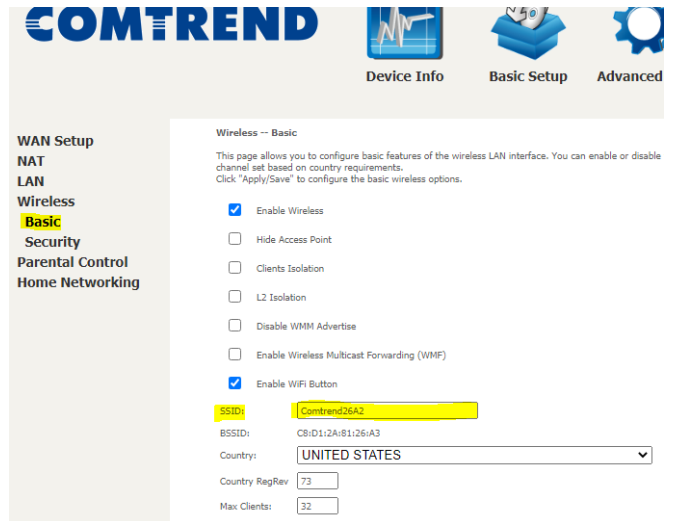 COMTREND
Device Info
Basic Setup
Advanced
WAN Setup
NAT
LAN
Wireless
Basic
Security
Parental Control
Home Networking
Wireless -- Basic
This page allows you to configure basic features of the wireless LAN interface. You can enable or disable
channel set based on country requirements.
Click "Apply/Save" to configure the basic wireless options.
Enable Wireless
Hide Access Point
Clients Isolation
L2 Isolation
Disable WMM Advertise
Enable Wireless Multicast Forwarding (WMF)
Enable WiFi Button
SSID: Comtrend26A2
BSSID: C8:D1:2A:81:26:A3
Country: UNITED STATES
Country RegRev 73
Max Clients: 32